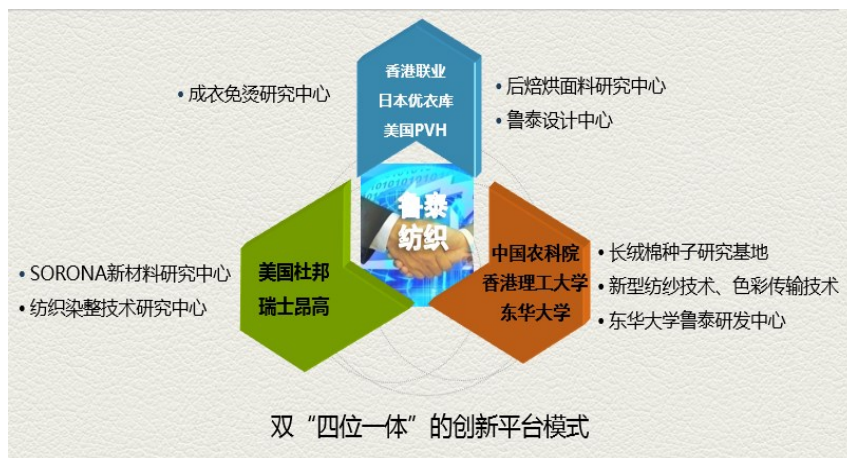 香港联业
日本优衣库
美国PVH
• 成衣免烫研究中心
• 后焙烘面料研究中心
• 鲁泰设计中心
鲁泰
纺织
美国杜邦
瑞士昂高
• SORONA新材料研究中心
• 纺织染整技术研究中心
中国农科院
香港理工大学
东华大学
• 长绒棉种子研究基地
• 新型纺纱技术、色彩传输技术
• 东华大学鲁泰研发中心
双“四位一体”的创新平台模式